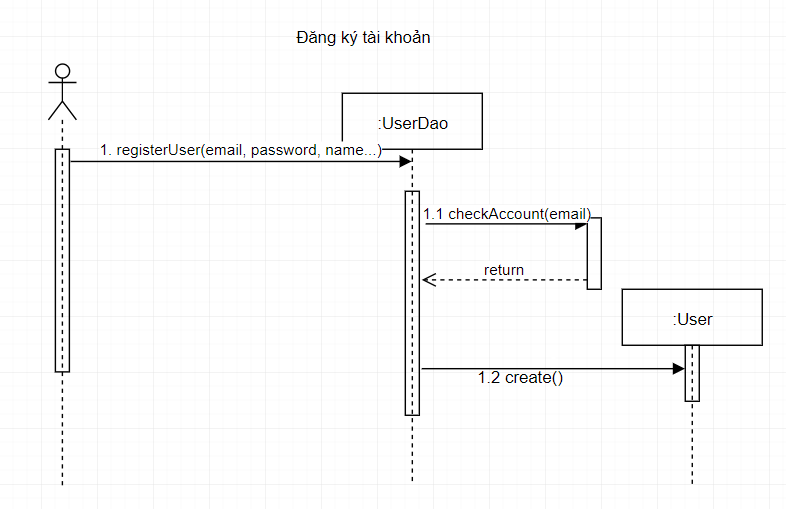 Đăng ký tài khoản
:UserDao
1. registerUser(email, password, name...)
1.1 checkAccount(email)
return
:User
1.2 create()